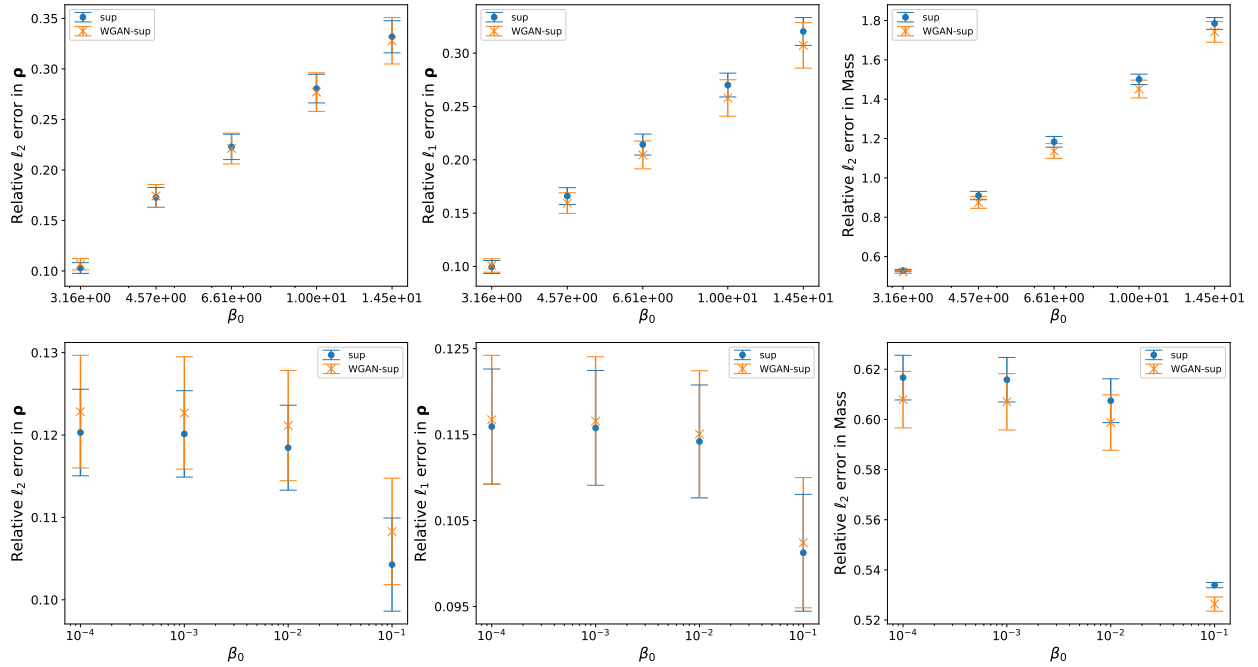 sup
WGAN-sup
0.35
0.30
0.25
0.20
0.15
0.10
Relative ℓ₂ error in ρ
3.16e+00 4.57e+00 6.61e+00 1.00e+01 1.45e+01
β₀
sup
WGAN-sup
0.30
0.25
0.20
0.15
0.10
Relative ℓ₁ error in ρ
3.16e+00 4.57e+00 6.61e+00 1.00e+01 1.45e+01
β₀
sup
WGAN-sup
1.8
1.6
1.4
1.2
1.0
0.8
0.6
Relative ℓ₂ error in Mass
3.16e+00 4.57e+00 6.61e+00 1.00e+01 1.45e+01
β₀
sup
WGAN-sup
0.13
0.12
0.11
0.10
Relative ℓ₂ error in ρ
10⁻⁴ 10⁻³ 10⁻² 10⁻¹
β₀
sup
WGAN-sup
0.125
0.115
0.105
0.095
Relative ℓ₁ error in ρ
10⁻⁴ 10⁻³ 10⁻² 10⁻¹
β₀
sup
WGAN-sup
0.62
0.60
0.58
0.56
0.54
0.52
Relative ℓ₂ error in Mass
10⁻⁴ 10⁻³ 10⁻² 10⁻¹
β₀